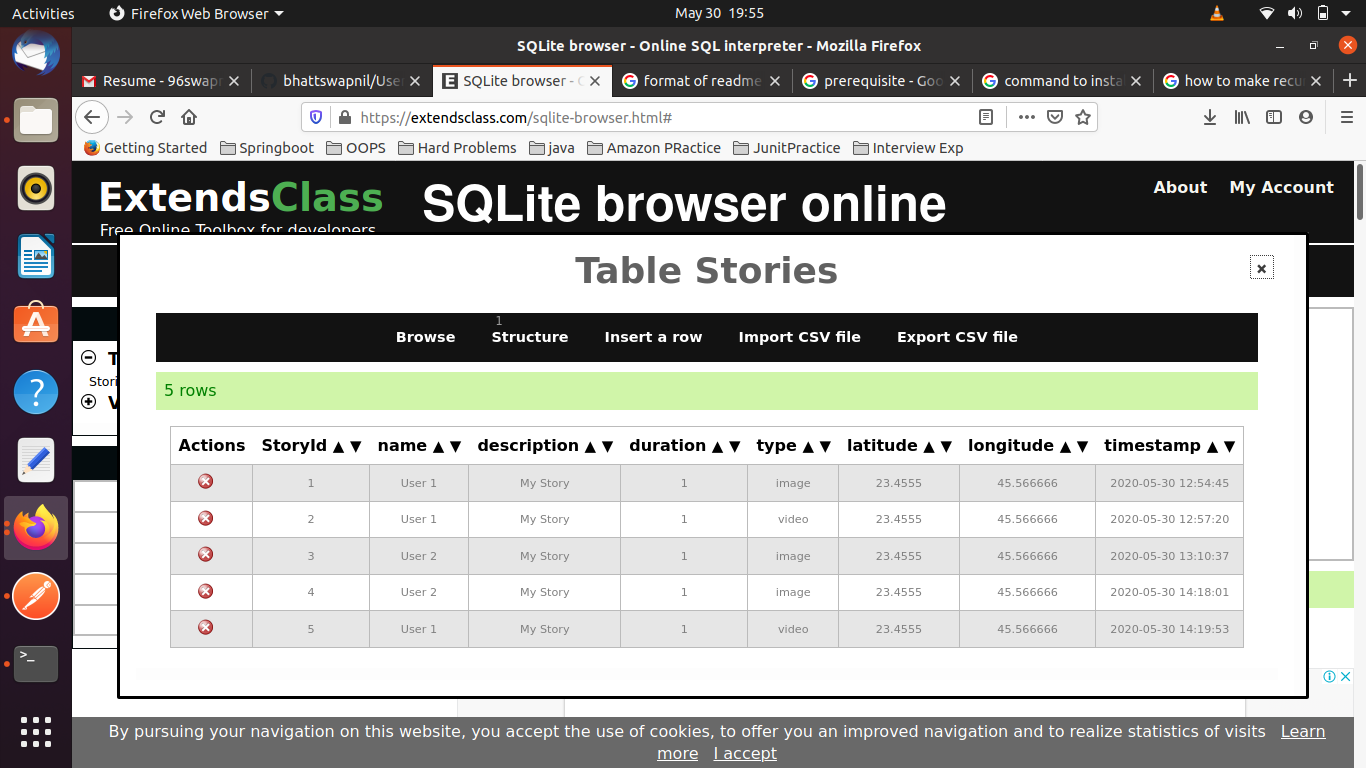 Activities Firefox Web Browser May 30 19:55
SQLite browser - Online SQL interpreter - Mozilla Firefox
Resume - 96swapr bhattswapnil/User SQLite browser - O format of readme prerequisite - Goo command to insta how to make recu
https://extendsclass.com/sqlite-browser.html#
Getting Started Springboot OOPS Hard Problems java Amazon PRactice JunitPractice Interview Exp
ExtendsClass SQLite browser online About My Account
Free Online Toolbox for developers
Table Stories
1
Browse Structure Insert a row Import CSV file Export CSV file
5 rows
Actions StoryId ▲ ▼ name ▲ ▼ description ▲ ▼ duration ▲ ▼ type ▲ ▼ latitude ▲ ▼ longitude ▲ ▼ timestamp ▲ ▼
1 User 1 My Story 1 image 23.4555 45.566666 2020-05-30 12:54:45
2 User 1 My Story 1 video 23.4555 45.566666 2020-05-30 12:57:20
3 User 2 My Story 1 image 23.4555 45.566666 2020-05-30 13:10:37
4 User 2 My Story 1 image 23.4555 45.566666 2020-05-30 14:18:01
5 User 1 My Story 1 video 23.4555 45.566666 2020-05-30 14:19:53
T
Stori
By pursuing your navigation on this website, you accept the use of cookies, to offer you an improved navigation and to realize statistics of visits Learn
more I accept